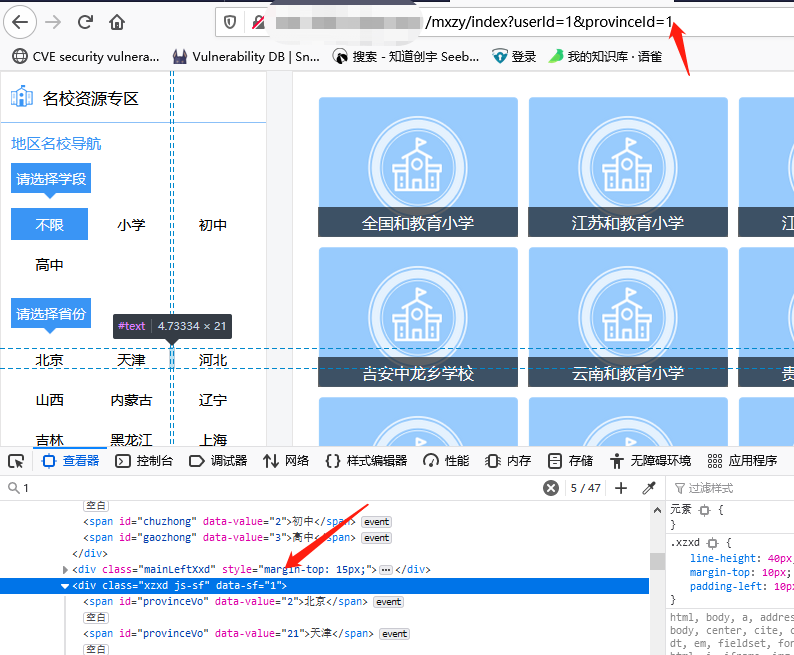 /mxzy/index?userId=1&provinceId=1
CVE security vulnera...
Vulnerability DB | Sn...
搜索 - 知道创宇 Seeb...
登录
我的知识库 · 语雀
名校资源专区
地区名校导航
请选择学段
不限 小学 初中
高中
请选择省份
#text 4.73334 × 21
北京 天津 河北
山西 内蒙古 辽宁
吉林 黑龙江 上海
全国和教育小学 江苏和教育小学
吉安中龙乡学校 云南和教育小学
查看器 控制台 调试器 网络 样式编辑器 性能 内存 存储 无障碍环境 应用程序
1 5 / 47
空白
<span id="chuzhong" data-value="2">初中</span> event
<span id="gaozhong" data-value="3">高中</span> event
</div>
<div class="mainLeftXxd" style="margin-top: 15px;"> </div>
<div class="xzxd js-sf" data-sf="1">
<span id="provinceVo" data-value="2">北京</span> event
空白
<span id="provinceVo" data-value="21">天津</span> event
空白
过滤样式
元素 {
}
.xzxd {
line-height: 40px
margin-top: 10px;
padding-left: 10p
}
html, body, a, addres
body, center, cite, c
dt, em, fieldset, fon